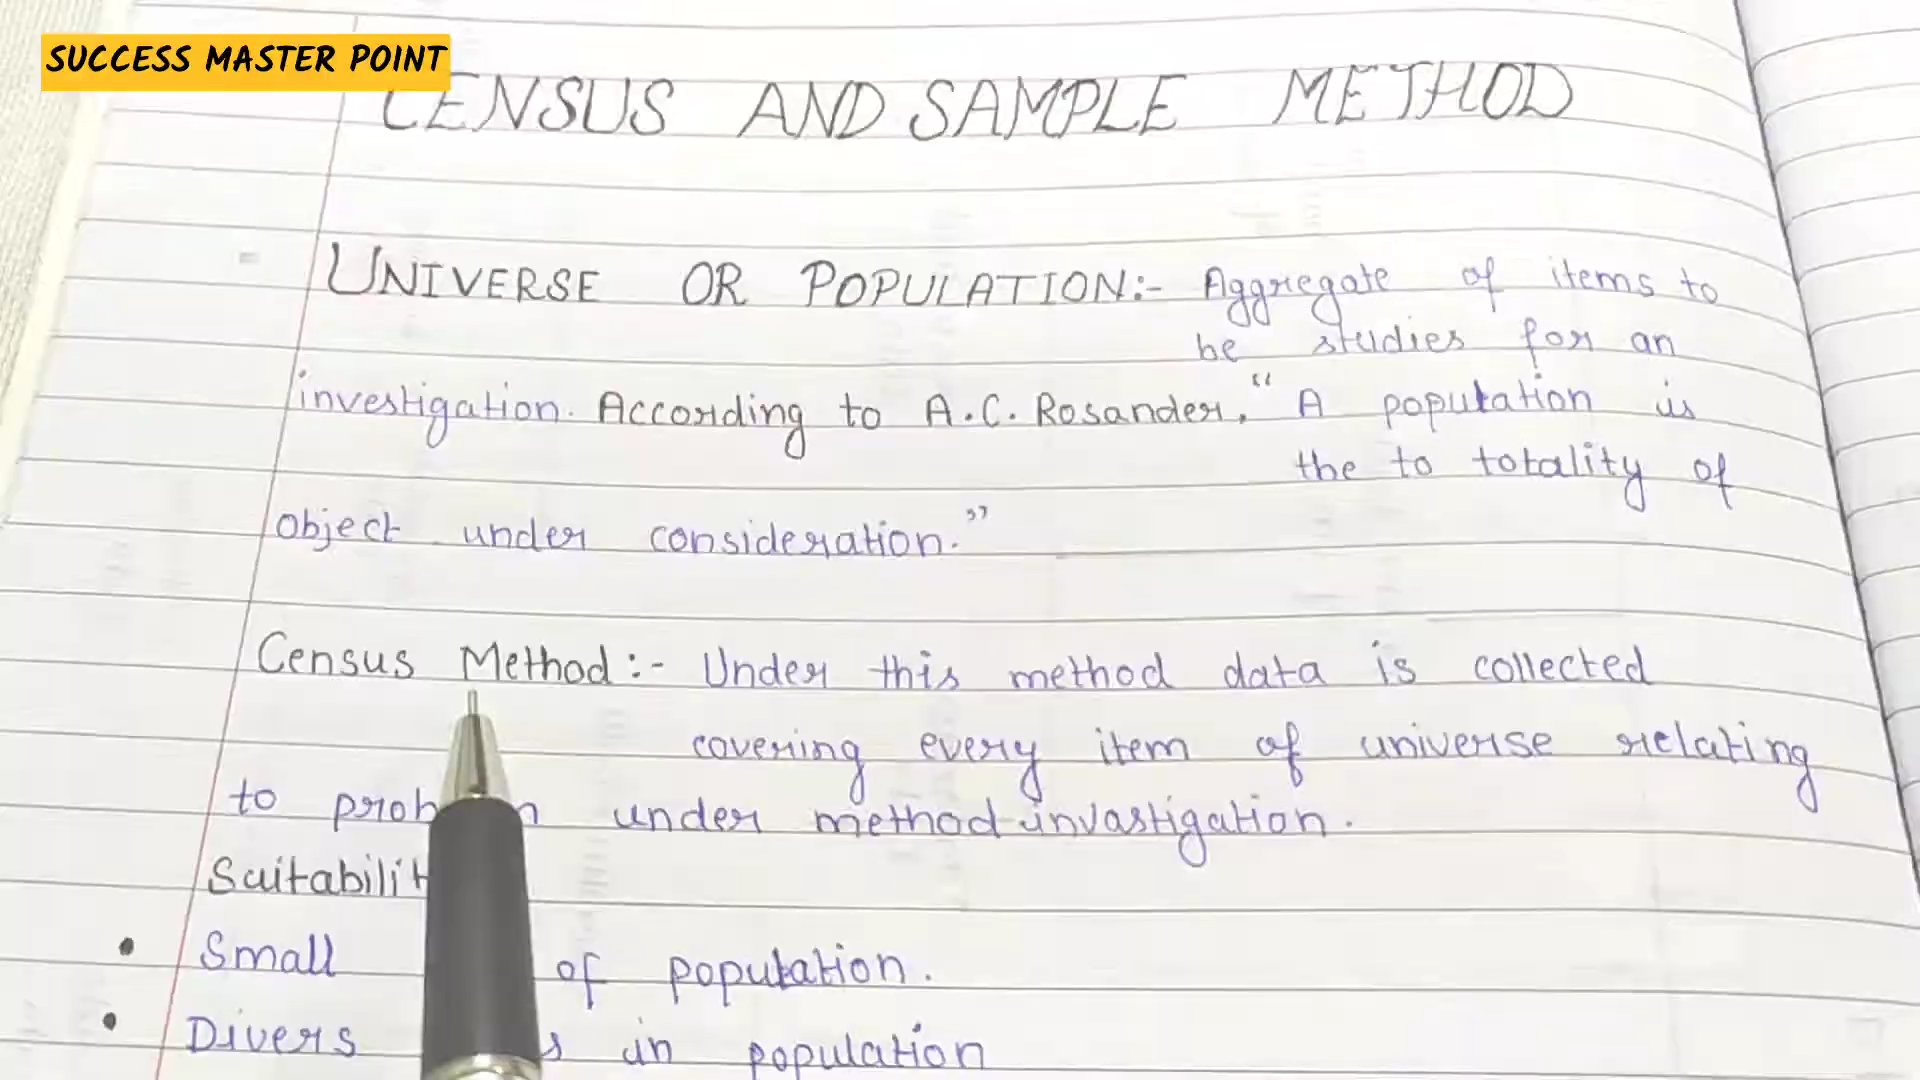 SUCCESS MASTER POINT
CENSUS AND SAMPLE METHOD
UNIVERSE OR POPULATION:- Aggregate of items to
be studies for an
investigation. According to A.C. Rosander, "A population is
the to totality of
object under consideration."
Census Method:- Under this method data is collected
covering every item of universe relating
to under method invastigation.
Small of population.
Divers in population